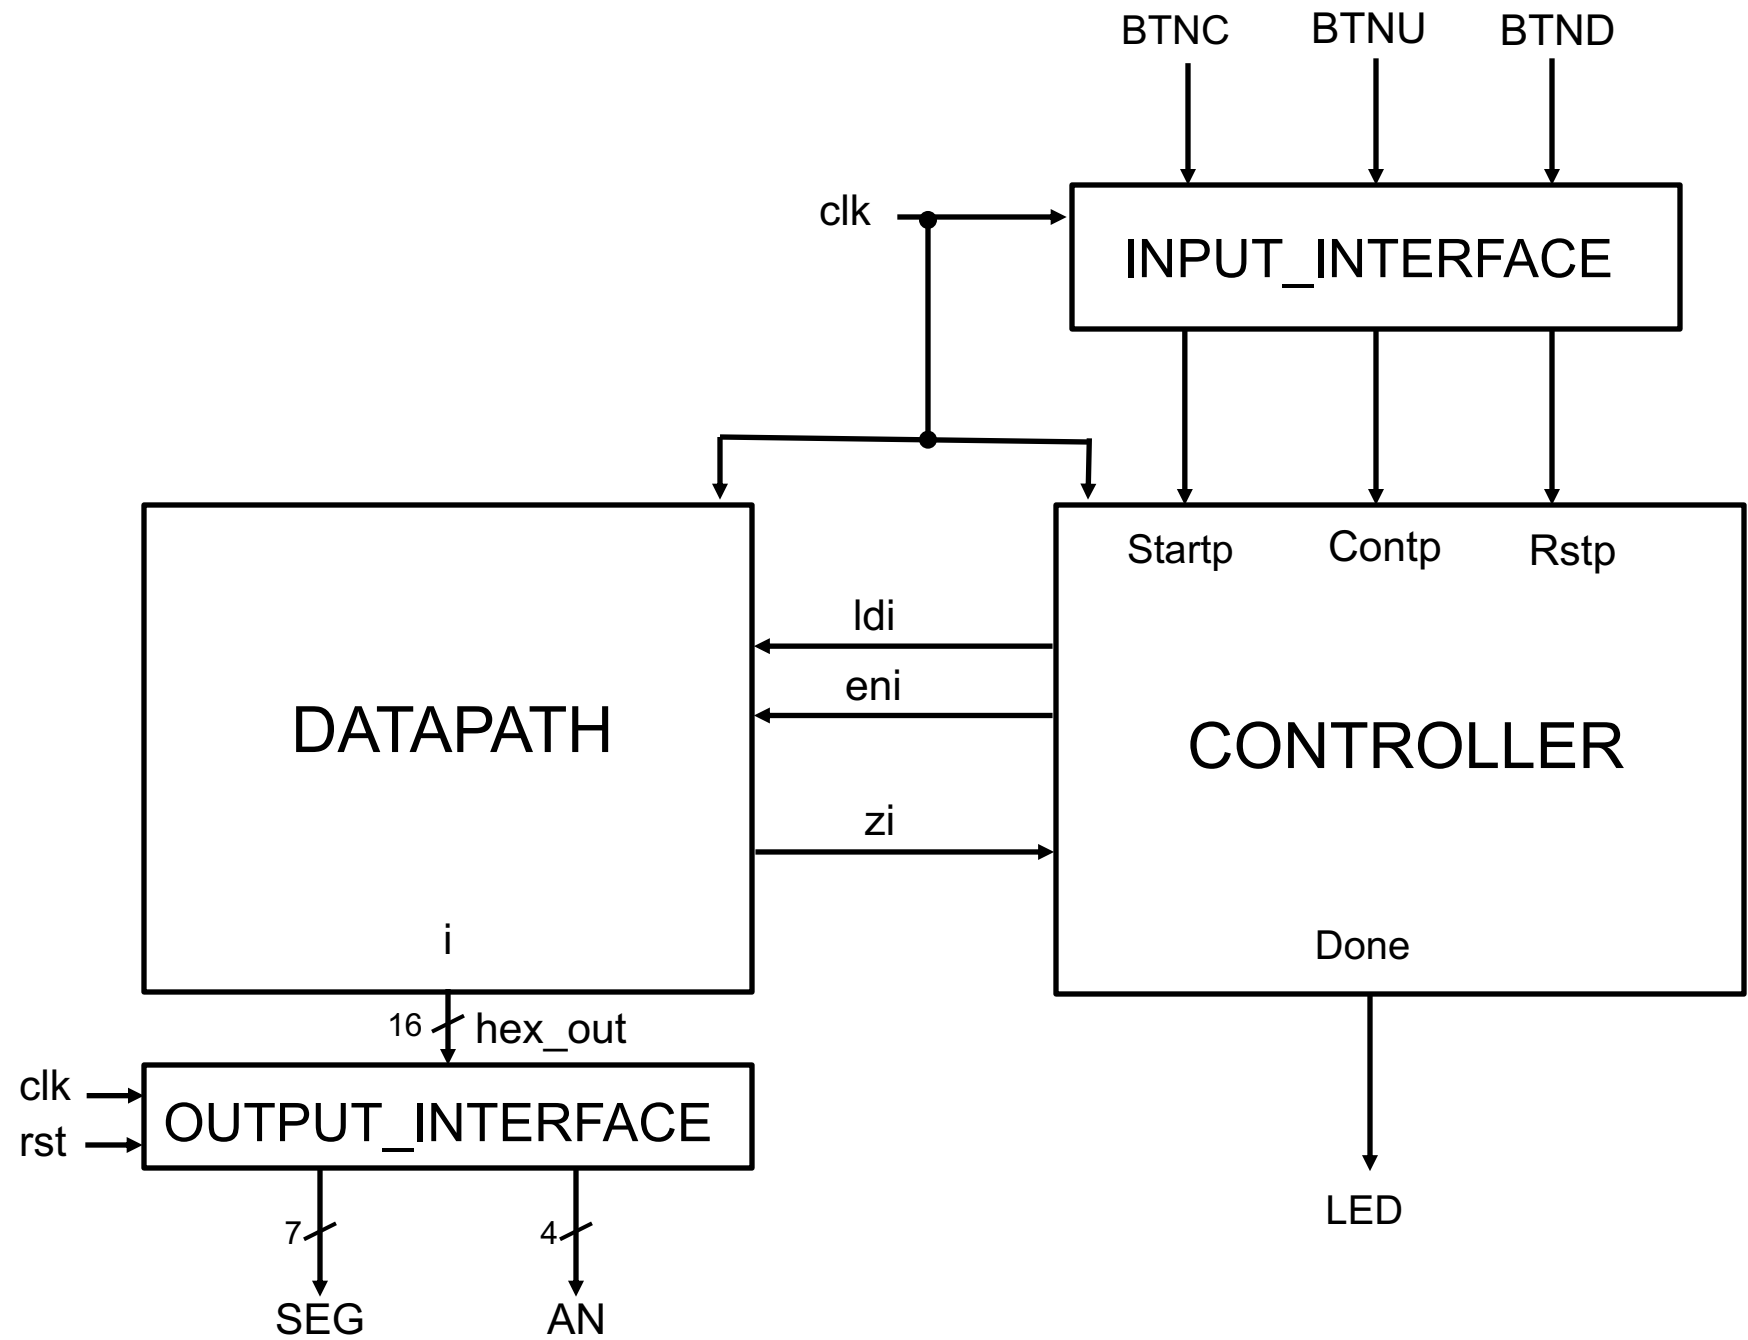 BTNC BTNU BTND
clk
INPUT_INTERFACE
Startp Contp Rstp
ldi
eni
DATAPATH
CONTROLLER
zi
i
Done
16 hex_out
clk
OUTPUT_INTERFACE
rst
LED
7 4
SEG AN